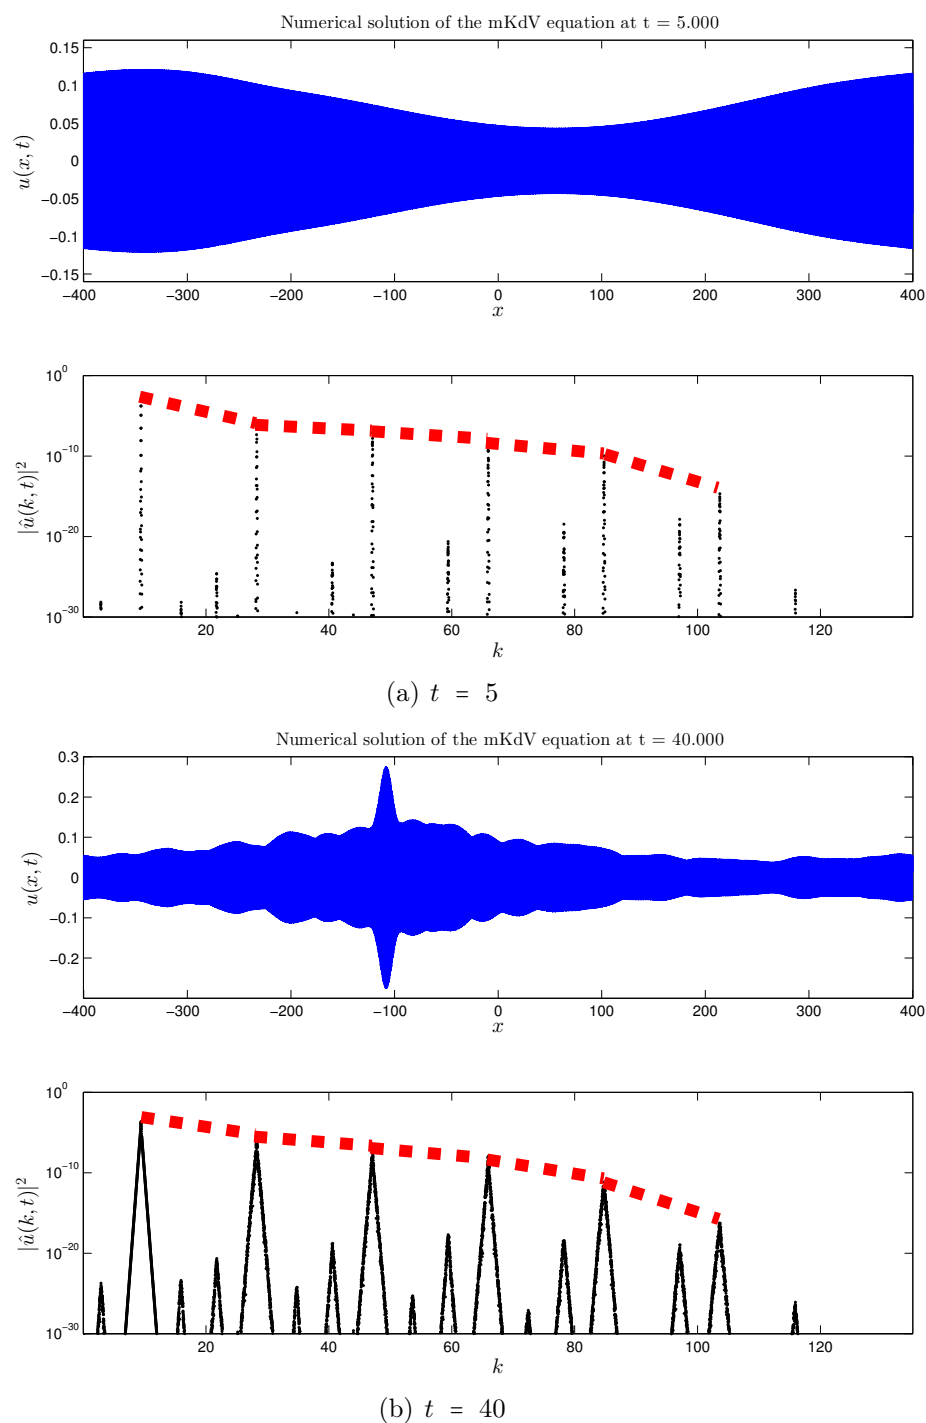 Numerical solution of the mKdV equation at t = 5.000
0.15
0.1
0.05
0
−0.05
−0.1
−0.15
u(x, t)
−400 −300 −200 −100 0 100 200 300 400
x
10^0
10^−10
10^−20
10^−30
|û(k, t)|^2
20 40 60 80 100 120
k
(a) t = 5
Numerical solution of the mKdV equation at t = 40.000
0.3
0.2
0.1
0
−0.1
−0.2
u(x, t)
−400 −300 −200 −100 0 100 200 300 400
x
10^0
10^−10
10^−20
10^−30
|û(k, t)|^2
20 40 60 80 100 120
k
(b) t = 40